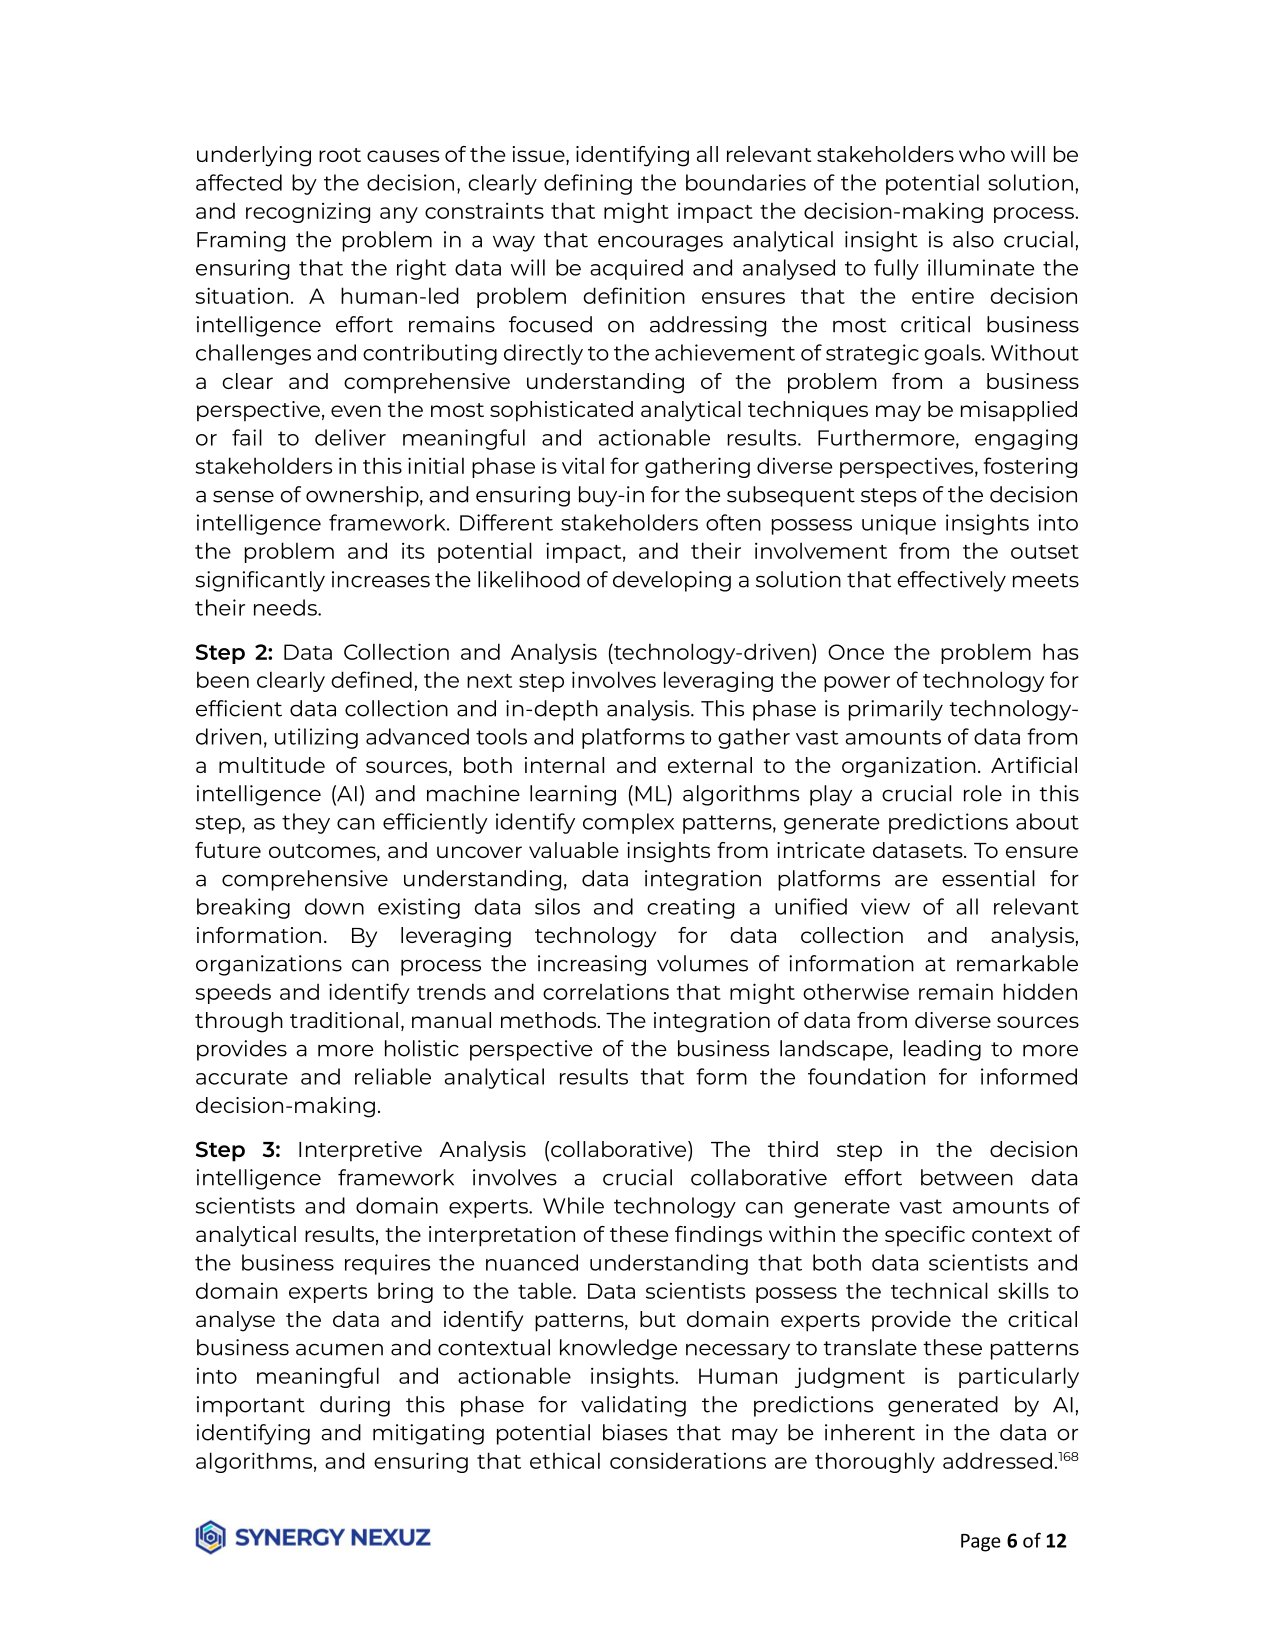 underlying root causes of the issue, identifying all relevant stakeholders who will be
affected by the decision, clearly defining the boundaries of the potential solution,
and recognizing any constraints that might impact the decision-making process.
Framing the problem in a way that encourages analytical insight is also crucial,
ensuring that the right data will be acquired and analysed to fully illuminate the
situation. A human-led problem definition ensures that the entire decision
intelligence effort remains focused on addressing the most critical business
challenges and contributing directly to the achievement of strategic goals. Without
a clear and comprehensive understanding of the problem from a business
perspective, even the most sophisticated analytical techniques may be misapplied
or fail to deliver meaningful and actionable results. Furthermore, engaging
stakeholders in this initial phase is vital for gathering diverse perspectives, fostering
a sense of ownership, and ensuring buy-in for the subsequent steps of the decision
intelligence framework. Different stakeholders often possess unique insights into
the problem and its potential impact, and their involvement from the outset
significantly increases the likelihood of developing a solution that effectively meets
their needs.
Step 2: Data Collection and Analysis (technology-driven) Once the problem has
been clearly defined, the next step involves leveraging the power of technology for
efficient data collection and in-depth analysis. This phase is primarily technology-
driven, utilizing advanced tools and platforms to gather vast amounts of data from
a multitude of sources, both internal and external to the organization. Artificial
intelligence (AI) and machine learning (ML) algorithms play a crucial role in this
step, as they can efficiently identify complex patterns, generate predictions about
future outcomes, and uncover valuable insights from intricate datasets. To ensure
a comprehensive understanding, data integration platforms are essential for
breaking down existing data silos and creating a unified view of all relevant
information. By leveraging technology for data collection and analysis,
organizations can process the increasing volumes of information at remarkable
speeds and identify trends and correlations that might otherwise remain hidden
through traditional, manual methods. The integration of data from diverse sources
provides a more holistic perspective of the business landscape, leading to more
accurate and reliable analytical results that form the foundation for informed
decision-making.
Step 3: Interpretive Analysis (collaborative) The third step in the decision
intelligence framework involves a crucial collaborative effort between data
scientists and domain experts. While technology can generate vast amounts of
analytical results, the interpretation of these findings within the specific context of
the business requires the nuanced understanding that both data scientists and
domain experts bring to the table. Data scientists possess the technical skills to
analyse the data and identify patterns, but domain experts provide the critical
business acumen and contextual knowledge necessary to translate these patterns
into meaningful and actionable insights. Human judgment is particularly
important during this phase for validating the predictions generated by AI,
identifying and mitigating potential biases that may be inherent in the data or
algorithms, and ensuring that ethical considerations are thoroughly addressed.168
SYNERGY NEXUZ
Page 6 of 12